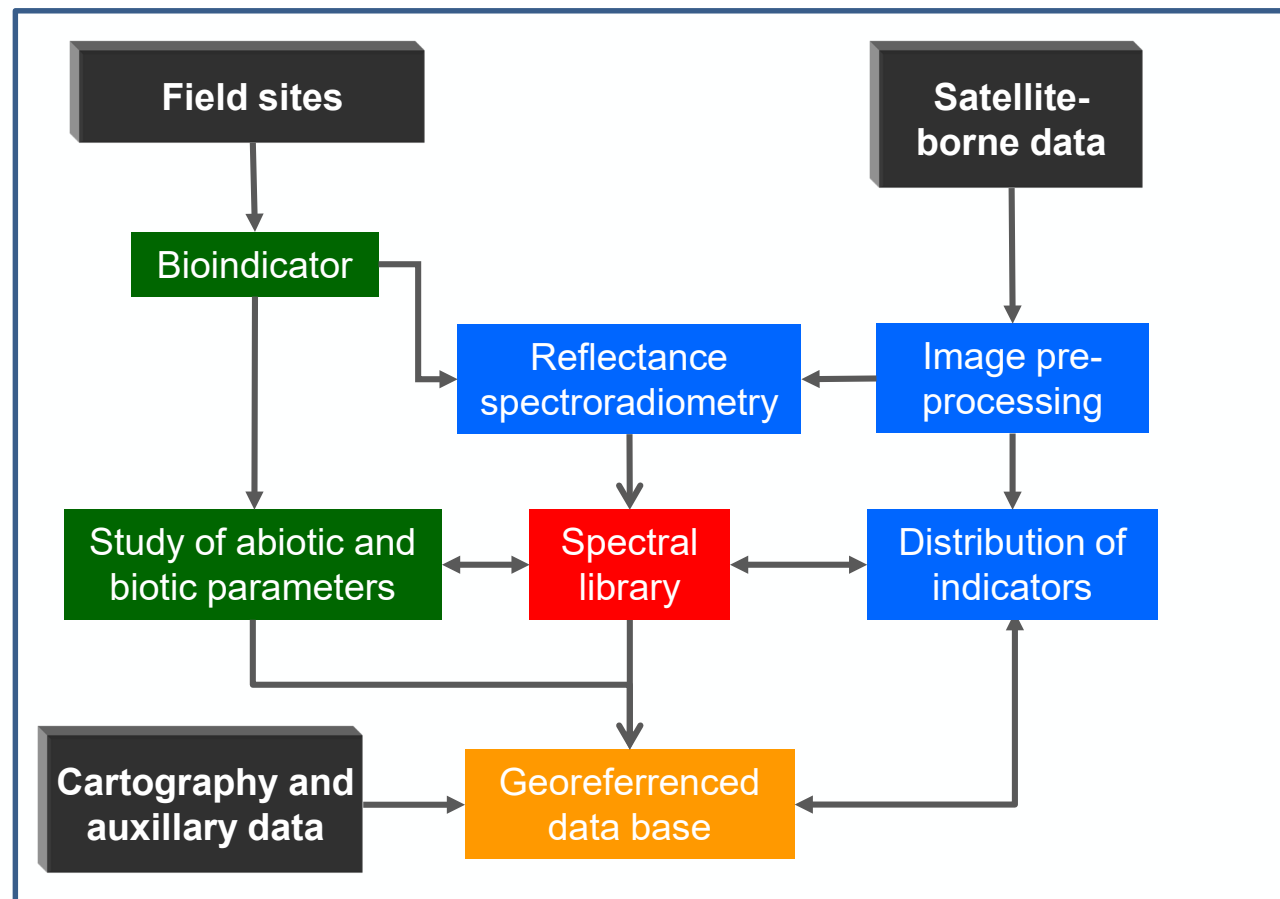 Field sites
Satellite-
borne data
Bioindicator
Reflectance
spectroradiometry
Image pre-
processing
Study of abiotic and
biotic parameters
Spectral
library
Distribution of
indicators
Cartography and
auxillary data
Georeferrenced
data base